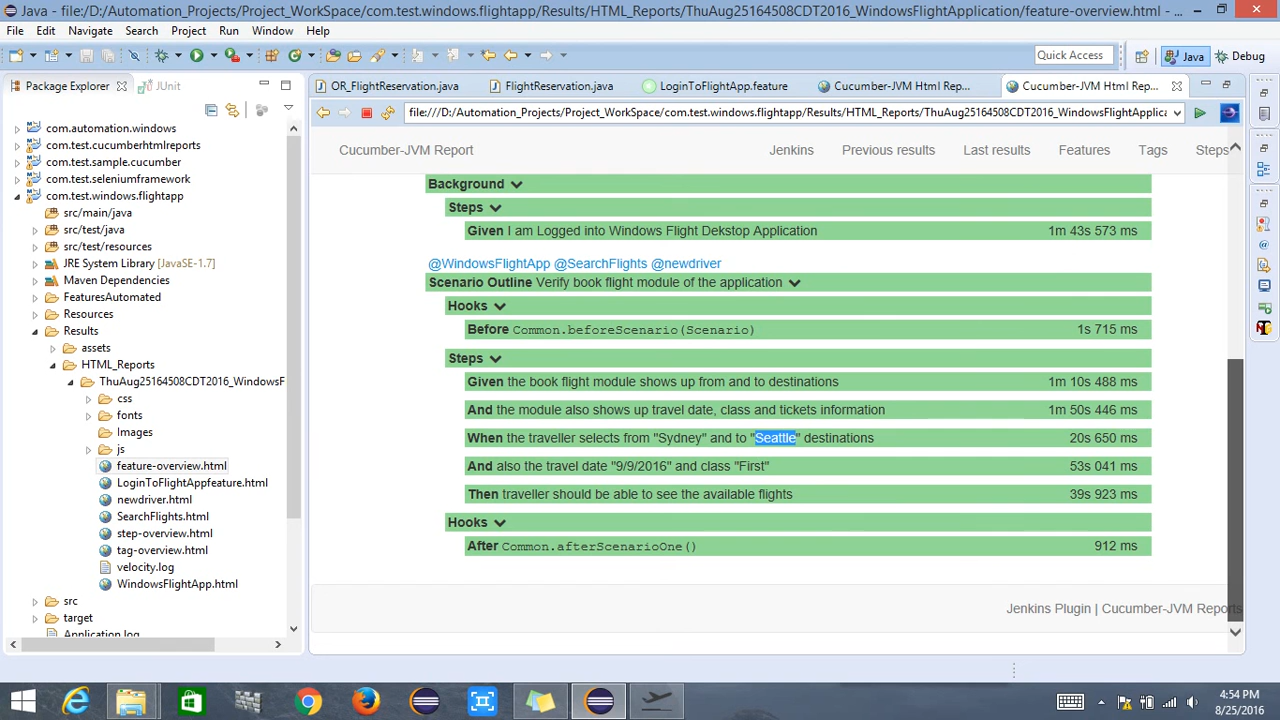 Java - file:/D:/Automation_Projects/Project_WorkSpace/com.test.windows.flightapp/Results/HTML_Reports/ThuAug25164508CDT2016_WindowsFlightApplication/feature-overview.html - ...
File Edit Navigate Search Project Run Window Help
Quick Access
Java
Debug
Package Explorer
JUnit
OR_FlightReservation.java
FlightReservation.java
LoginToFlightApp.feature
Cucumber-JVM Html Rep...
Cucumber-JVM Html Rep...
file:///D:/Automation_Projects/Project_WorkSpace/com.test.windows.flightapp/Results/HTML_Reports/ThuAug25164508CDT2016_WindowsFlightApplica
com.automation.windows
com.test.cucumberhtmlreports
com.test.sample.cucumber
com.test.seleniumframework
com.test.windows.flightapp
src/main/java
src/test/java
src/test/resources
JRE System Library [JavaSE-1.7]
Maven Dependencies
FeaturesAutomated
Resources
Results
assets
HTML_Reports
ThuAug25164508CDT2016_WindowsF
css
fonts
Images
js
feature-overview.html
LoginToFlightAppfeature.html
newdriver.html
SearchFlights.html
step-overview.html
tag-overview.html
velocity.log
WindowsFlightApp.html
src
target
Application.log
Cucumber-JVM Report
Jenkins Previous results Last results Features Tags Steps
Background
Steps
Given I am Logged into Windows Flight Dekstop Application 1m 43s 573 ms
@WindowsFlightApp @SearchFlights @newdriver
Scenario Outline Verify book flight module of the application
Hooks
Before Common.beforeScenario(Scenario) 1s 715 ms
Steps
Given the book flight module shows up from and to destinations 1m 10s 488 ms
And the module also shows up travel date, class and tickets information 1m 50s 446 ms
When the traveller selects from "Sydney" and to "Seattle" destinations 20s 650 ms
And also the travel date "9/9/2016" and class "First" 53s 041 ms
Then traveller should be able to see the available flights 39s 923 ms
Hooks
After Common.afterScenarioOne() 912 ms
Jenkins Plugin | Cucumber-JVM Reports
4:54 PM
8/25/2016